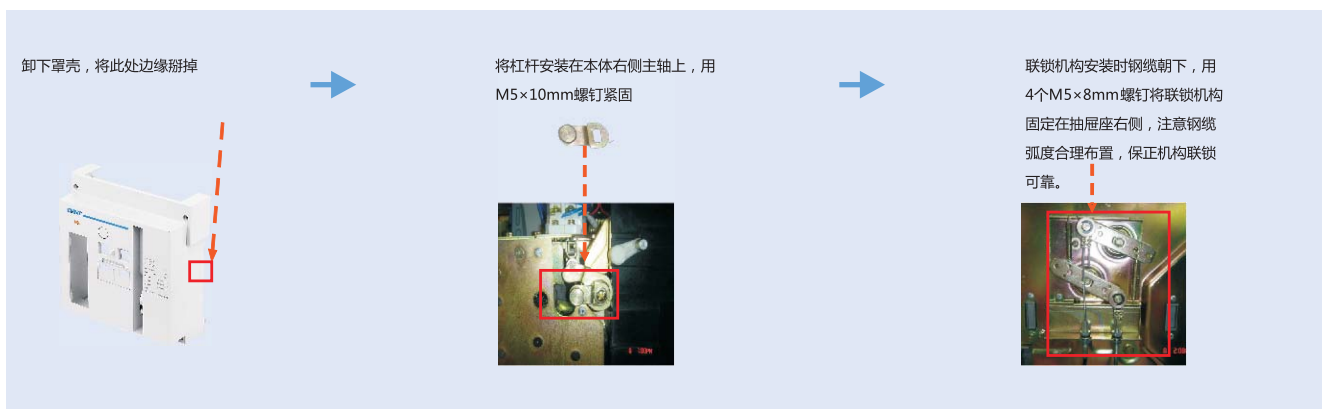 卸下罩壳，将此处边缘掰掉
将杠杆安装在本体右侧主轴上，用
M5×10mm螺钉紧固
联锁机构安装时钢缆朝下，用
4个M5×8mm螺钉将联锁机构
固定在抽屉座右侧，注意钢缆
弧度合理布置，保正机构联锁
可靠。